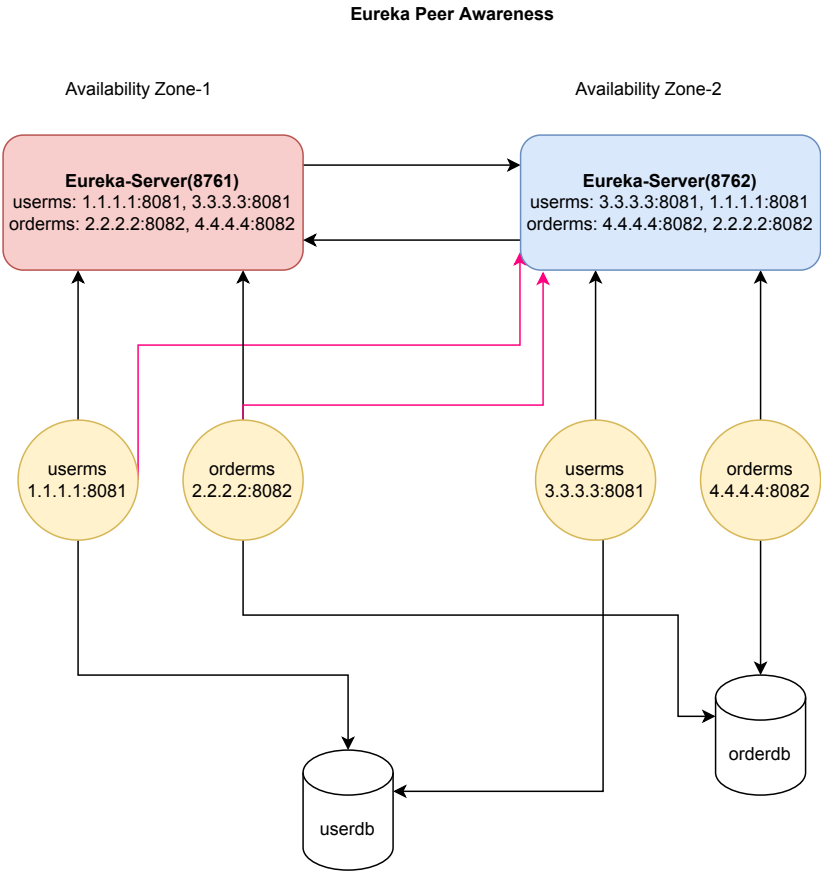 Eureka Peer Awareness
Availability Zone-1
Availability Zone-2
Eureka-Server(8761)
userms: 1.1.1.1:8081, 3.3.3.3:8081
orderms: 2.2.2.2:8082, 4.4.4.4:8082
Eureka-Server(8762)
userms: 3.3.3.3:8081, 1.1.1.1:8081
orderms: 4.4.4.4:8082, 2.2.2.2:8082
userms
1.1.1.1:8081
orderms
2.2.2.2:8082
userms
3.3.3.3:8081
orderms
4.4.4.4:8082
orderdb
userdb